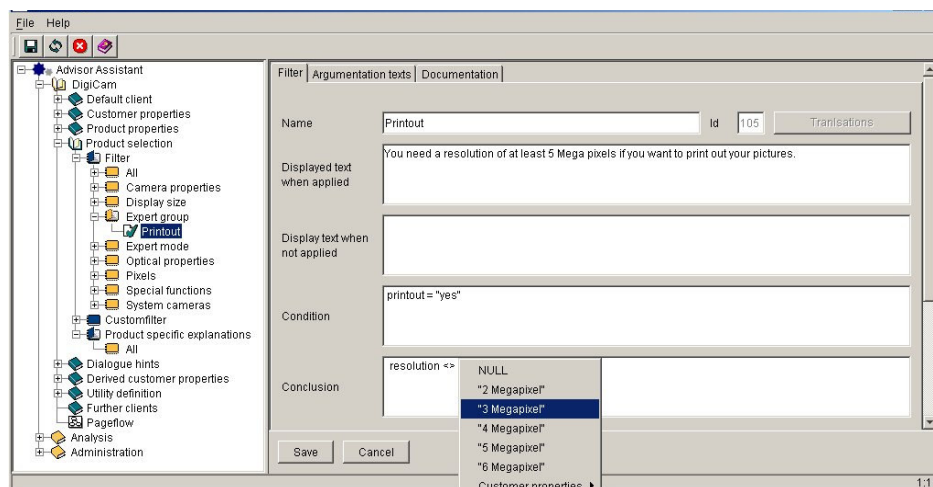 File Help
Advisor Assistant
DigiCam
Default client
Customer properties
Product properties
Product selection
Filter
All
Camera properties
Display size
Expert group
Printout
Expert mode
Optical properties
Pixels
Special functions
System cameras
Customfilter
Product specific explanations
All
Dialogue hints
Derived customer properties
Utility definition
Further clients
Pageflow
Analysis
Administration
Filter Argumentation texts Documentation
Name Printout Id 105 Tranlsations
Displayed text
when applied
You need a resolution of at least 5 Mega pixels if you want to print out your pictures.
Display text when
not applied
Condition
printout = "yes"
Conclusion
resolution <>
NULL
"2 Megapixel"
"3 Megapixel"
"4 Megapixel"
"5 Megapixel"
"6 Megapixel"
Customer properties
Save Cancel
1:1